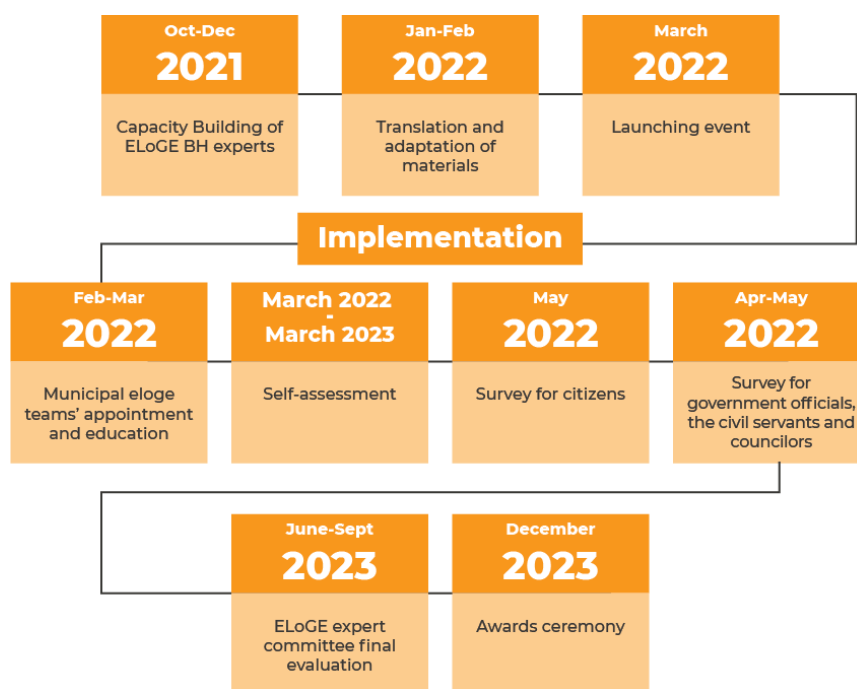 Oct-Dec
2021
Capacity Building of
ELoGE BH experts
Jan-Feb
2022
Translation and
adaptation of
materials
March
2022
Launching event
Implementation
Feb-Mar
2022
Municipal eloge
teams' appointment
and education
March 2022
-
March 2023
Self-assessment
May
2022
Survey for citizens
Apr-May
2022
Survey for
government officials,
the civil servants and
councilors
June-Sept
2023
ELoGE expert
committee final
evaluation
December
2023
Awards ceremony